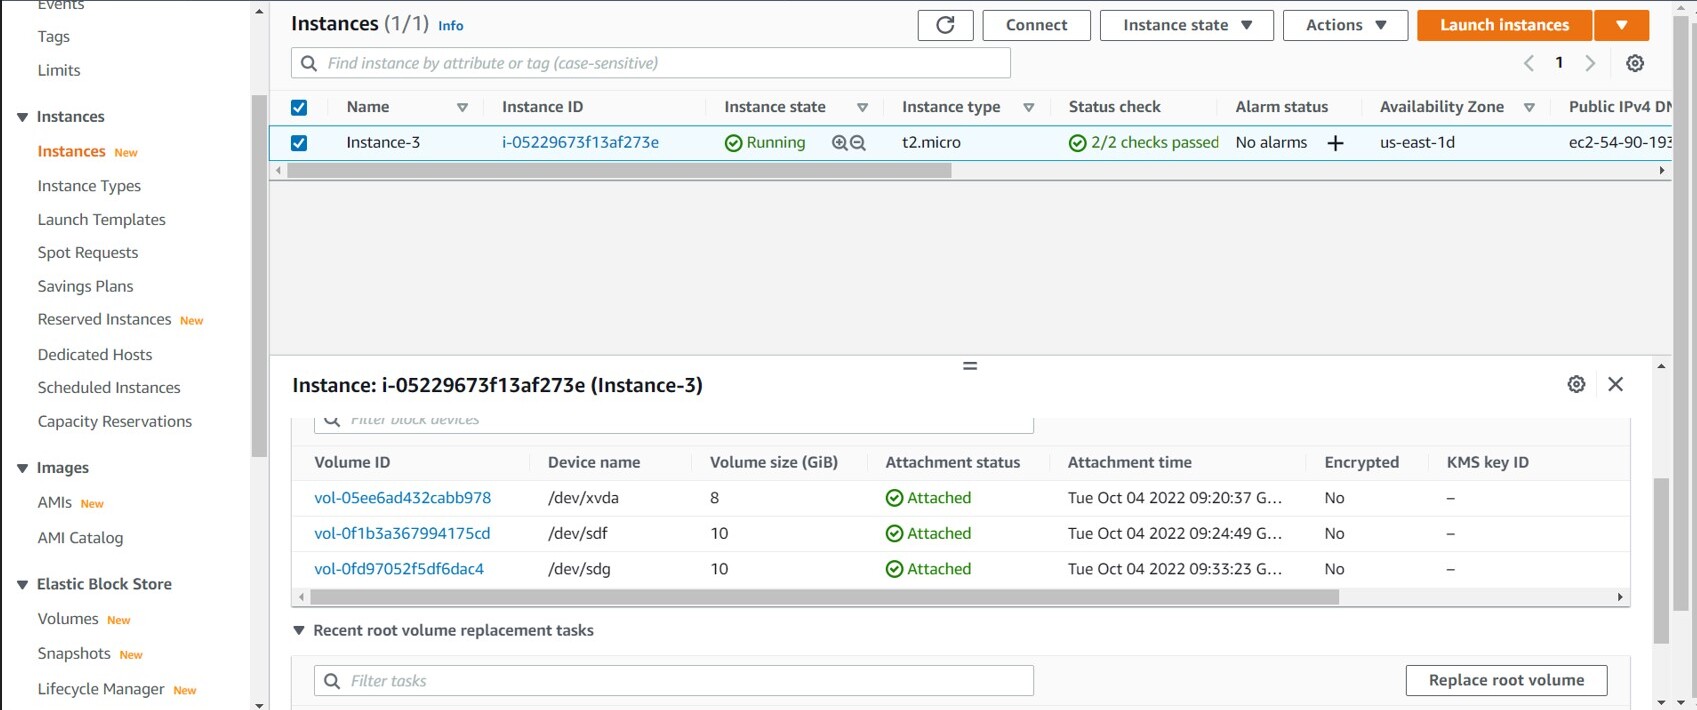 Events
Tags
Limits
Instances
Instances New
Instance Types
Launch Templates
Spot Requests
Savings Plans
Reserved Instances New
Dedicated Hosts
Scheduled Instances
Capacity Reservations
Images
AMIs New
AMI Catalog
Elastic Block Store
Volumes New
Snapshots New
Lifecycle Manager New
Instances (1/1) Info
Connect
Instance state
Actions
Launch instances
Find instance by attribute or tag (case-sensitive)
1
Name Instance ID Instance state Instance type Status check Alarm status Availability Zone Public IPv4 DN
Instance-3 i-05229673f13af273e Running t2.micro 2/2 checks passed No alarms + us-east-1d ec2-54-90-193
Instance: i-05229673f13af273e (Instance-3)
Filter block devices
Volume ID Device name Volume size (GiB) Attachment status Attachment time Encrypted KMS key ID
vol-05ee6ad432cabb978 /dev/xvda 8 Attached Tue Oct 04 2022 09:20:37 G... No –
vol-0f1b3a367994175cd /dev/sdf 10 Attached Tue Oct 04 2022 09:24:49 G... No –
vol-0fd97052f5df6dac4 /dev/sdg 10 Attached Tue Oct 04 2022 09:33:23 G... No –
Recent root volume replacement tasks
Filter tasks
Replace root volume